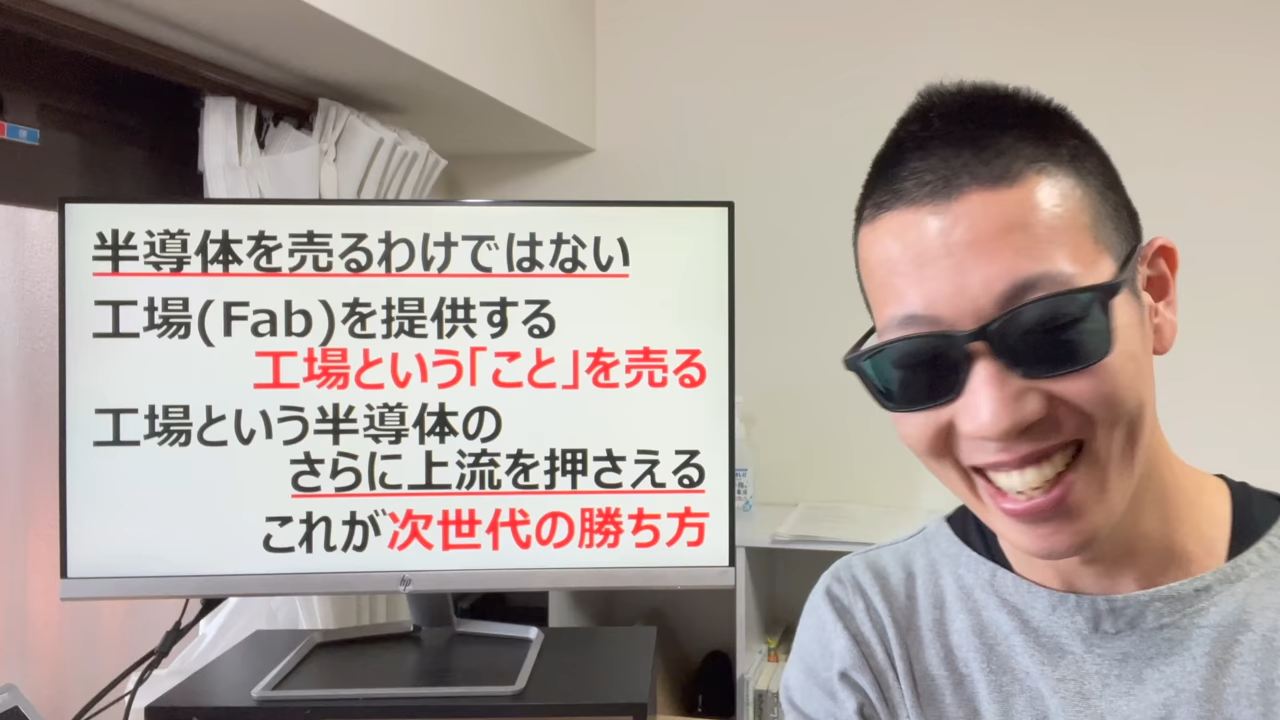 半導体を売るわけではない
工場(Fab)を提供する
工場という「こと」を売る
工場という半導体の
さらに上流を押さえる
これが次世代の勝ち方
hp